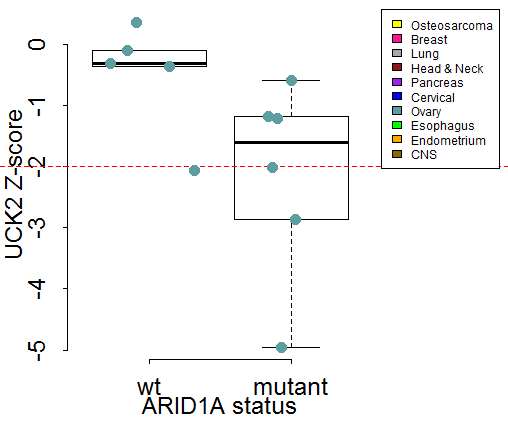 Osteosarcoma
Breast
Lung
Head & Neck
Pancreas
Cervical
Ovary
Esophagus
Endometrium
CNS
0
-1
-2
-3
-4
-5
UCK2 Z-score
wt mutant
ARID1A status